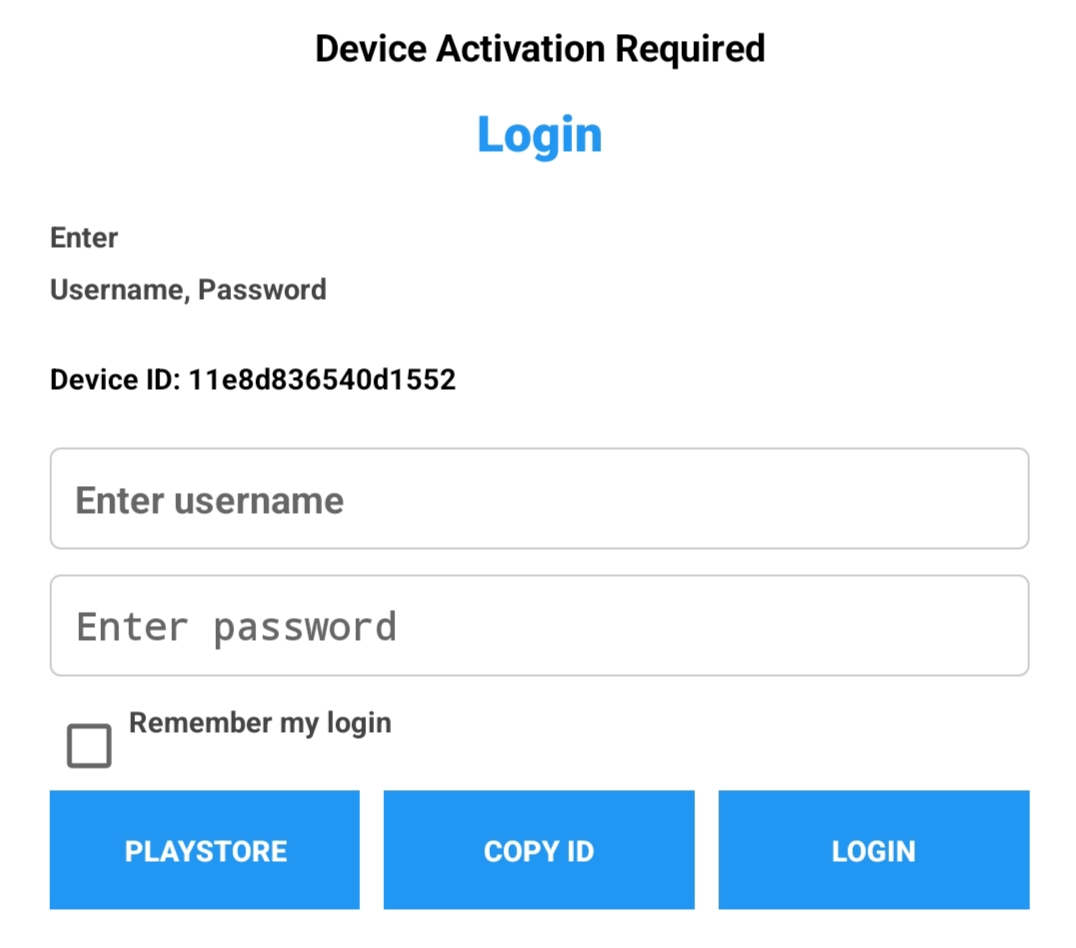 Device Activation Required
Login
Enter
Username, Password
Device ID: 11e8d836540d1552
Enter username
Enter password
Remember my login
PLAYSTORE
COPY ID
LOGIN